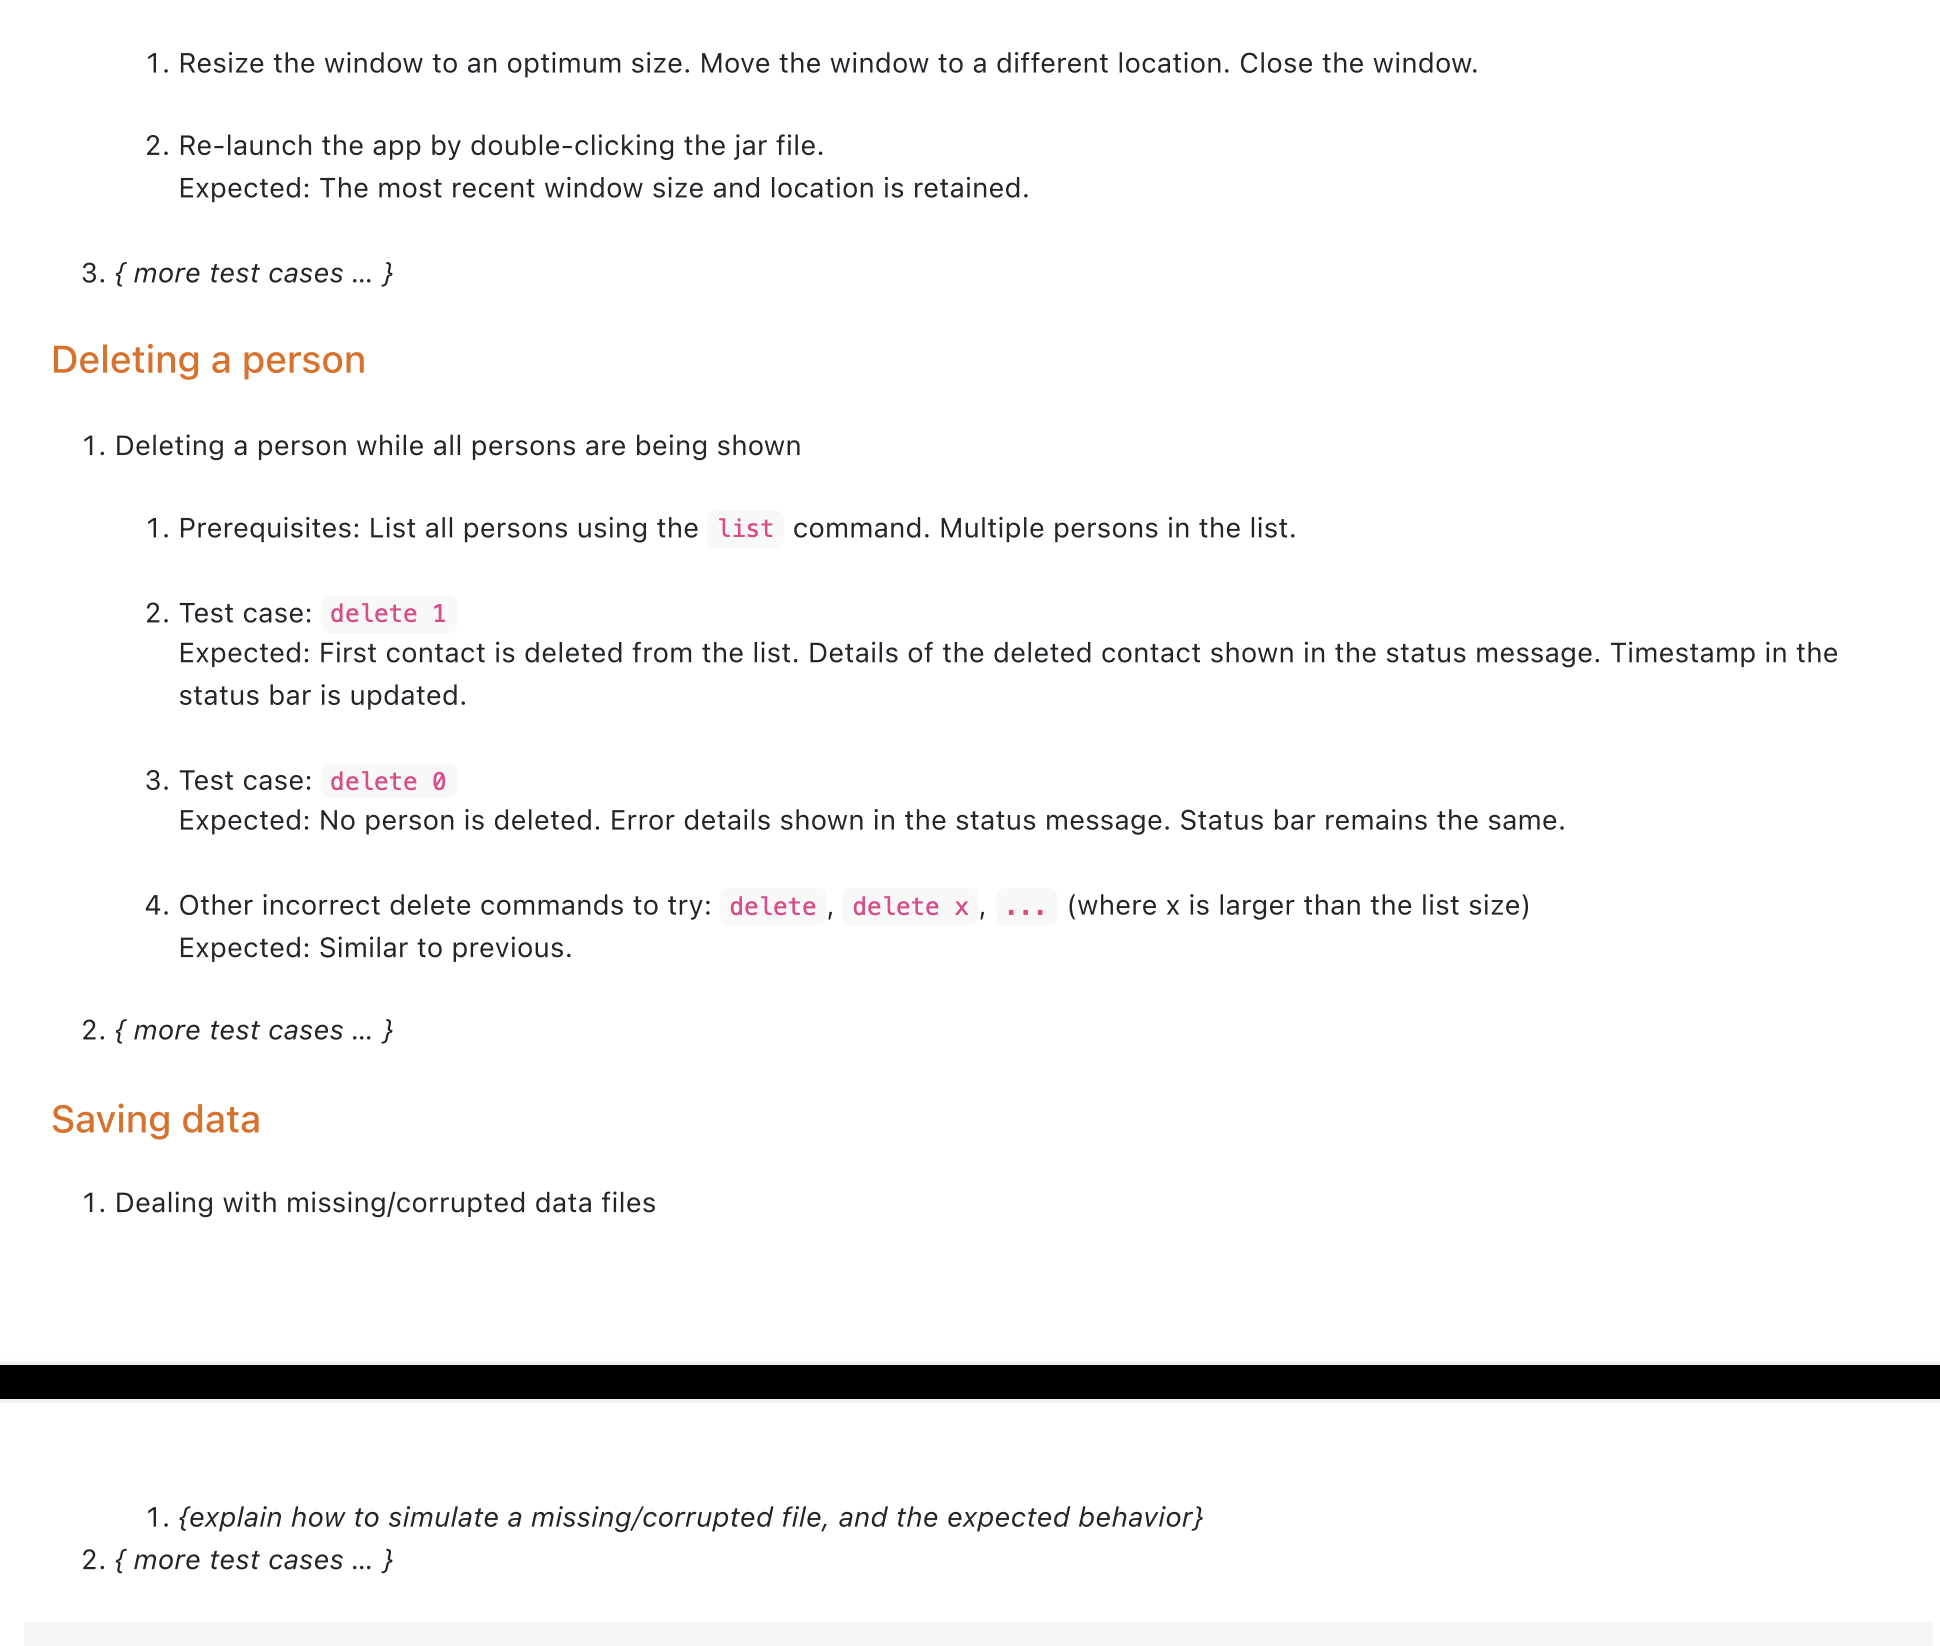 1. Resize the window to an optimum size. Move the window to a different location. Close the window.
2. Re-launch the app by double-clicking the jar file.
Expected: The most recent window size and location is retained.
3. { more test cases … }
Deleting a person
1. Deleting a person while all persons are being shown
1. Prerequisites: List all persons using the list command. Multiple persons in the list.
2. Test case: delete 1
Expected: First contact is deleted from the list. Details of the deleted contact shown in the status message. Timestamp in the
status bar is updated.
3. Test case: delete 0
Expected: No person is deleted. Error details shown in the status message. Status bar remains the same.
4. Other incorrect delete commands to try: delete, delete x, ... (where x is larger than the list size)
Expected: Similar to previous.
2. { more test cases … }
Saving data
1. Dealing with missing/corrupted data files
1. {explain how to simulate a missing/corrupted file, and the expected behavior}
2. { more test cases … }